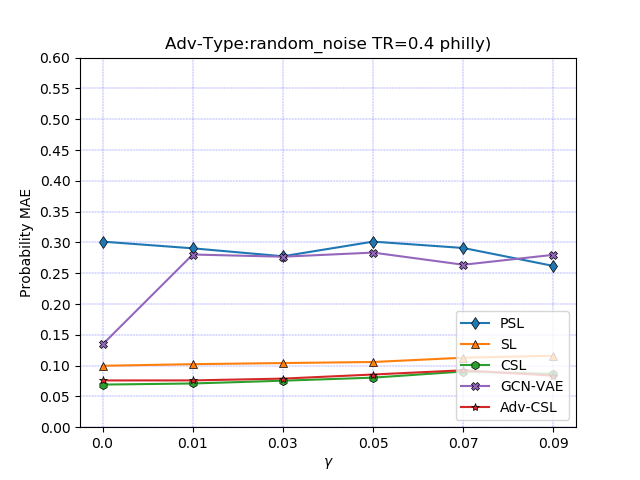 Adv-Type:random_noise TR=0.4 philly)
0.60
0.55
0.50
0.45
0.40
0.35
0.30
0.25
0.20
0.15
0.10
0.05
0.00
Probability MAE
PSL
SL
CSL
GCN-VAE
Adv-CSL
0.0 0.01 0.03 0.05 0.07 0.09
γ